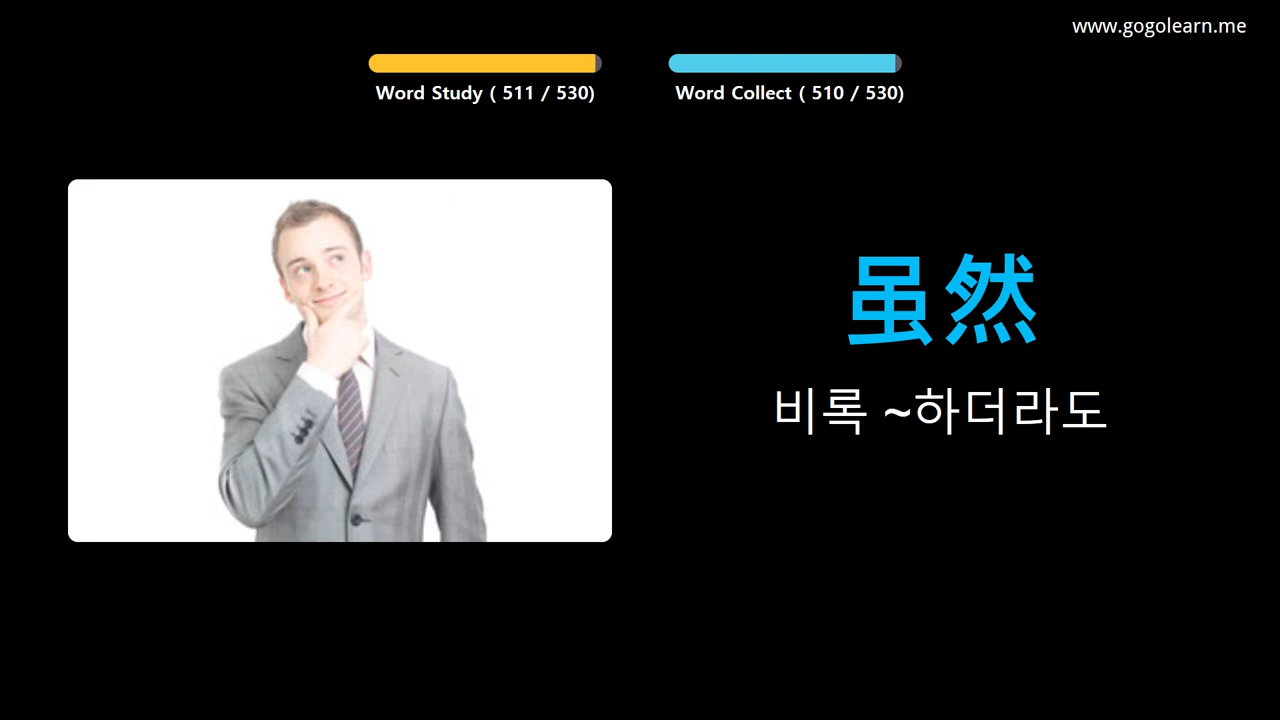 www.gogolearn.me
Word Study ( 511 / 530)
Word Collect ( 510 / 530)
虽然
비록 ~하더라도